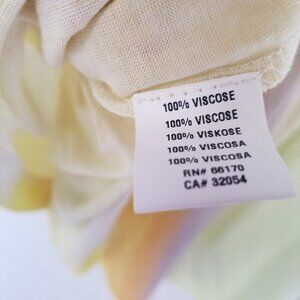 100% VISCOSE
100% VISCOSE
100% VISKOSE
100% VISCOSA
100% VISCOSA
RN# 66170
CA# 32054